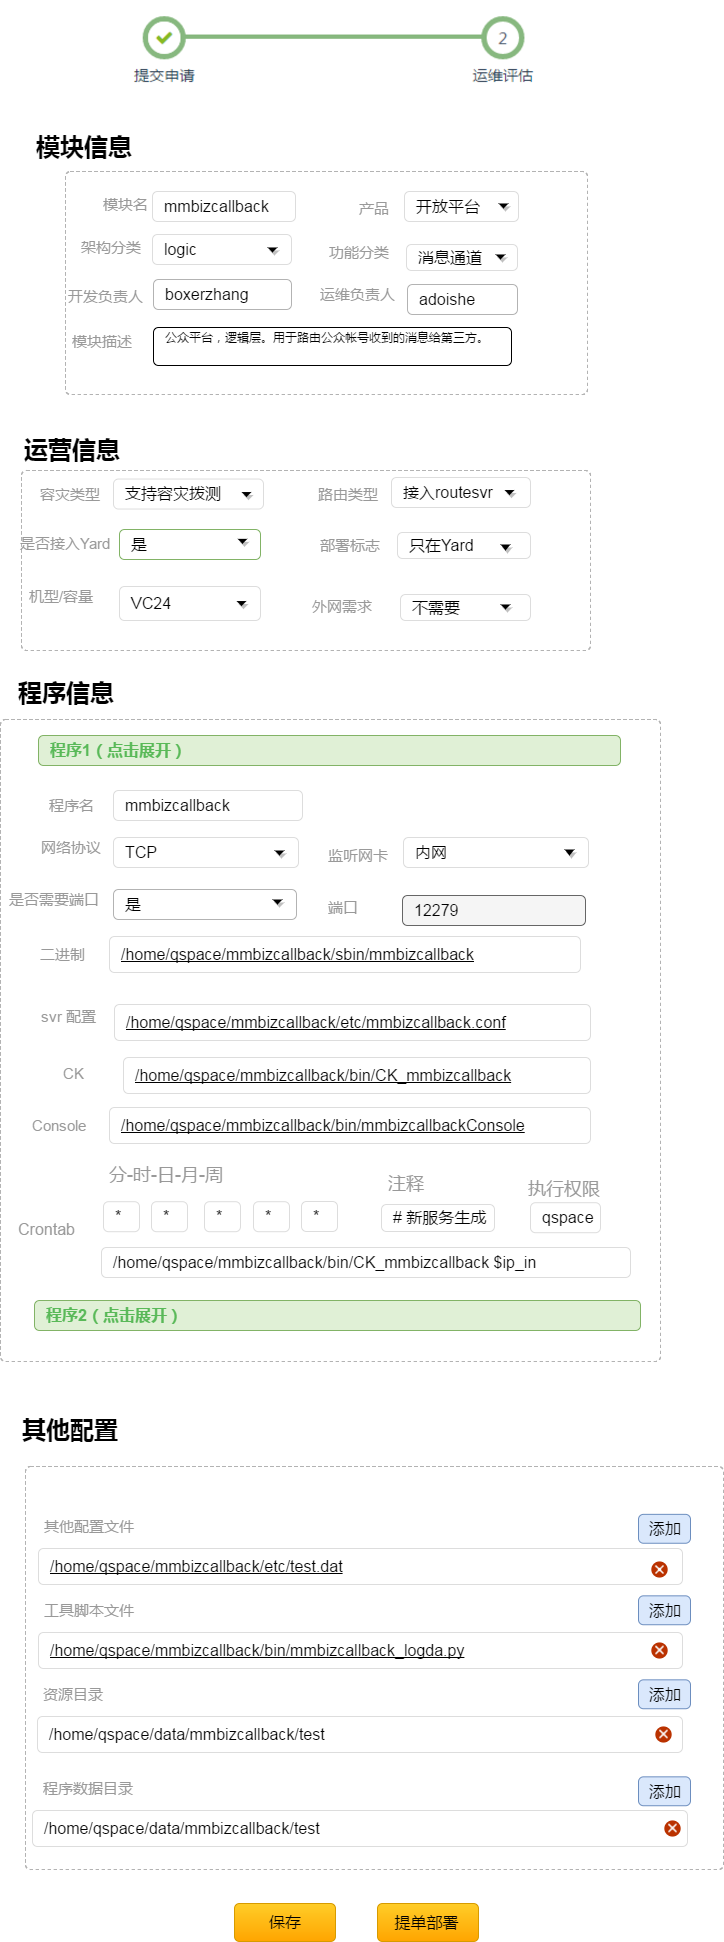 2
提交申请 运维评估
模块信息
模块名 mmbizcallback 产品 开放平台
架构分类 logic 功能分类 消息通道
开发负责人 boxerzhang 运维负责人 adoishe
模块描述 公众平台，逻辑层。用于路由公众帐号收到的消息给第三方。
运营信息
容灾类型 支持容灾拨测 路由类型 接入routesvr
是否接入Yard 是 部署标志 只在Yard
机型/容量 VC24 外网需求 不需要
程序信息
程序1（点击展开）
程序名 mmbizcallback
网络协议 TCP 监听网卡 内网
是否需要端口 是 端口 12279
二进制 /home/qspace/mmbizcallback/sbin/mmbizcallback
svr 配置 /home/qspace/mmbizcallback/etc/mmbizcallback.conf
CK /home/qspace/mmbizcallback/bin/CK_mmbizcallback
Console /home/qspace/mmbizcallback/bin/mmbizcallbackConsole
分-时-日-月-周 注释 执行权限
Crontab * * * * * # 新服务生成 qspace
/home/qspace/mmbizcallback/bin/CK_mmbizcallback $ip_in
程序2（点击展开）
其他配置
其他配置文件 添加
/home/qspace/mmbizcallback/etc/test.dat
工具脚本文件 添加
/home/qspace/mmbizcallback/bin/mmbizcallback_logda.py
资源目录 添加
/home/qspace/data/mmbizcallback/test
程序数据目录 添加
/home/qspace/data/mmbizcallback/test
保存 提单部署